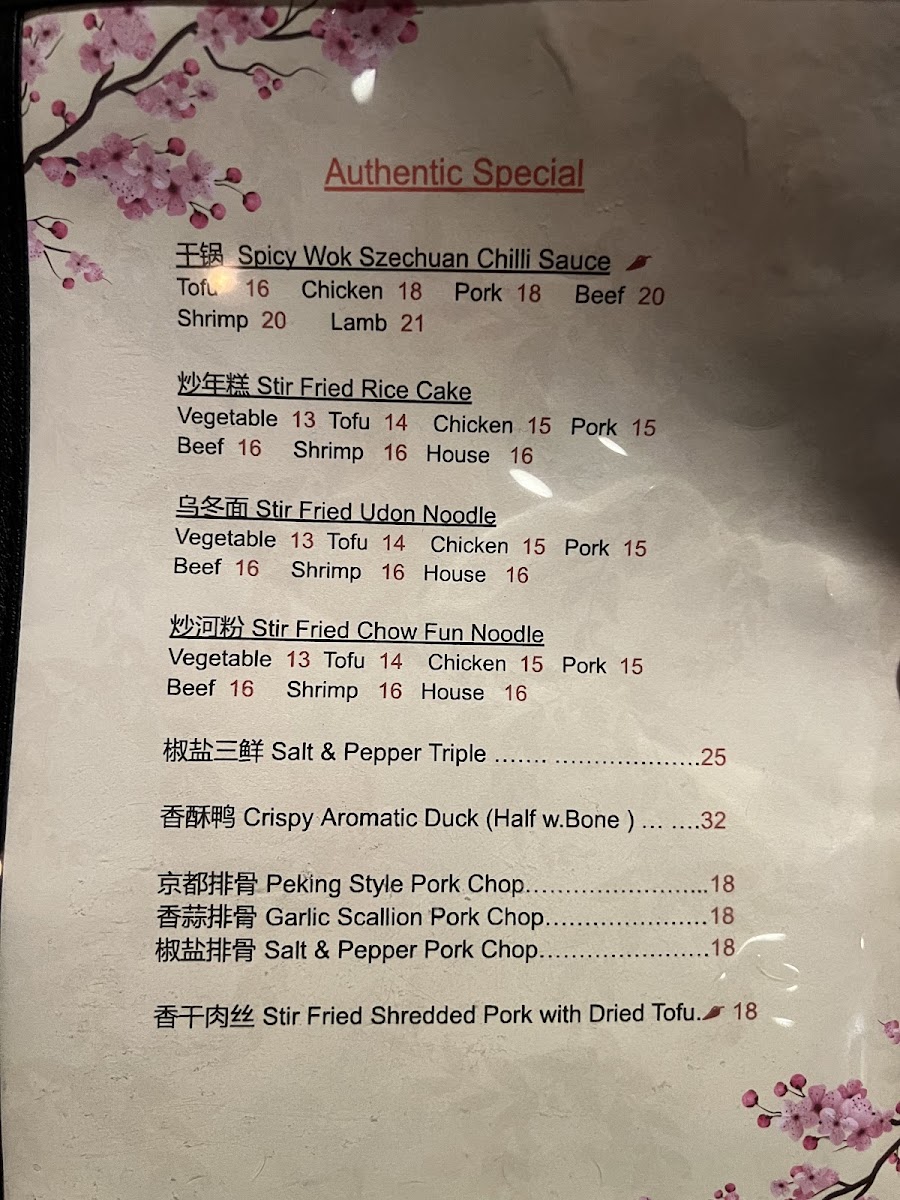 Authentic Special
干锅 Spicy Wok Szechuan Chilli Sauce
Tofu 16 Chicken 18 Pork 18 Beef 20
Shrimp 20 Lamb 21
炒年糕 Stir Fried Rice Cake
Vegetable 13 Tofu 14 Chicken 15 Pork 15
Beef 16 Shrimp 16 House 16
乌冬面 Stir Fried Udon Noodle
Vegetable 13 Tofu 14 Chicken 15 Pork 15
Beef 16 Shrimp 16 House 16
炒河粉 Stir Fried Chow Fun Noodle
Vegetable 13 Tofu 14 Chicken 15 Pork 15
Beef 16 Shrimp 16 House 16
椒盐三鲜 Salt & Pepper Triple ……. ………………….25
香酥鸭 Crispy Aromatic Duck (Half w.Bone ) … ….32
京都排骨 Peking Style Pork Chop……………………..18
香蒜排骨 Garlic Scallion Pork Chop………………….18
椒盐排骨 Salt & Pepper Pork Chop…………………….18
香干肉丝 Stir Fried Shredded Pork with Dried Tofu. 18